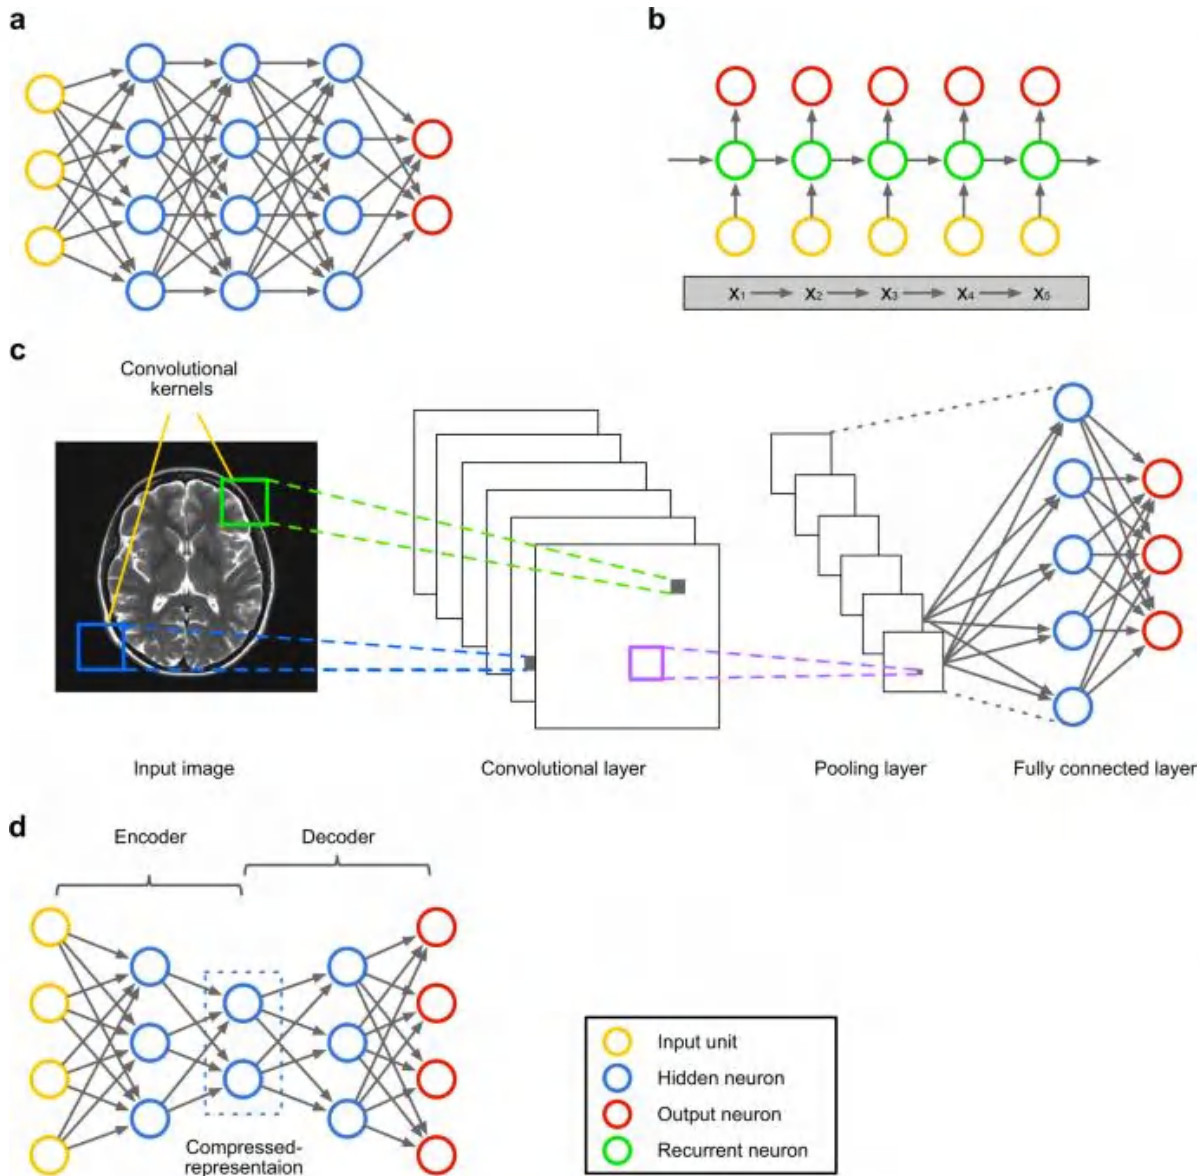 a
b
X1 X2 X3 X4 X5
c
Convolutional
kernels
Input image
Convolutional layer
Pooling layer
Fully connected layer
d
Encoder
Decoder
Compressed-
representaion
Input unit
Hidden neuron
Output neuron
Recurrent neuron